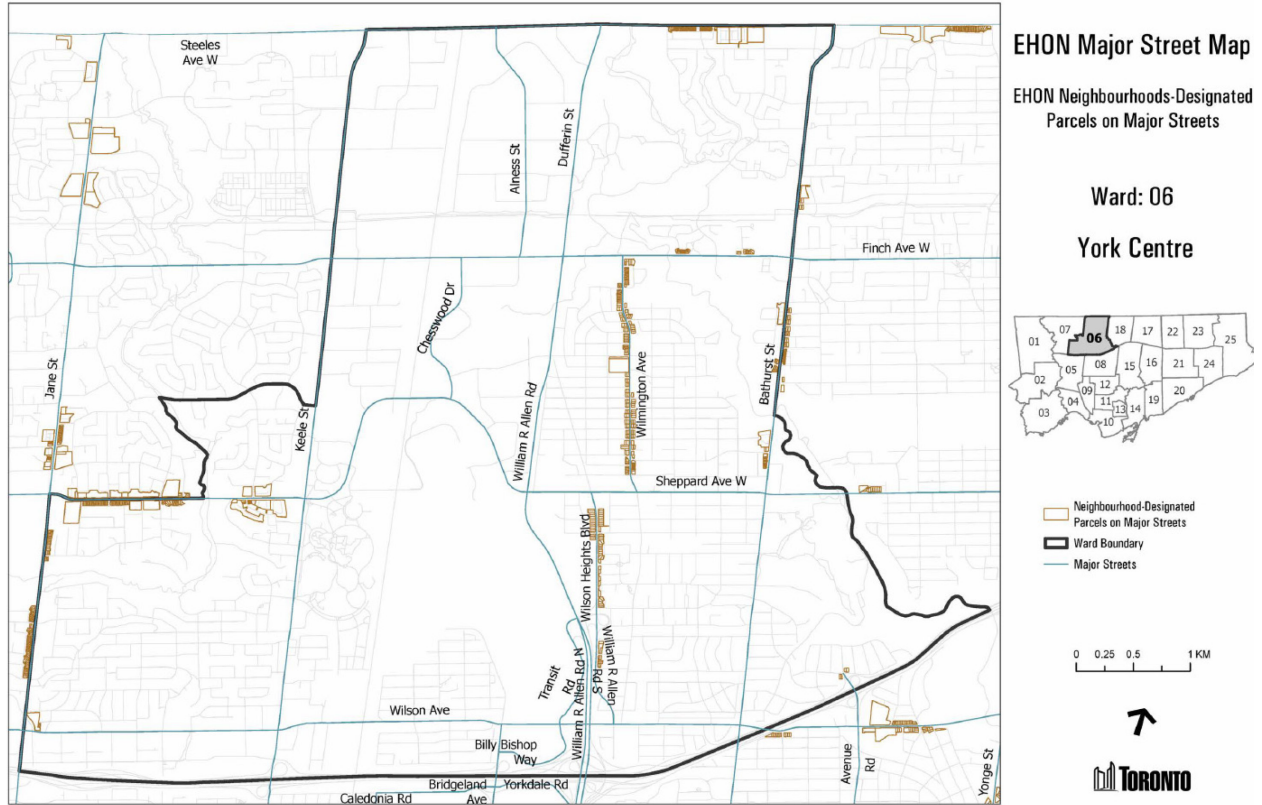 EHON Major Street Map
EHON Neighbourhoods-Designated
Parcels on Major Streets
Ward: 06
York Centre
Steeles
Ave W
Alness St
Dufferin St
Finch Ave W
Chesswood Dr
Jane St
Keele St
William R Allen Rd
Wilmington Ave
Bathurst St
Sheppard Ave W
Wilson Heights Blvd
Transit
Rd
William R Allen Rd N
William R Allen
Rd S
Wilson Ave
Billy Bishop
Way
Bridgeland
Ave
Yorkdale Rd
Caledonia Rd
Avenue
Rd
Yonge St
01
07
06
18
17
22
23
25
05
08
15
16
21
24
02
09
12
03
04
11
13
14
19
20
10
Neighbourhood-Designated
Parcels on Major Streets
Ward Boundary
Major Streets
0 0.25 0.5 1 KM
TORONTO